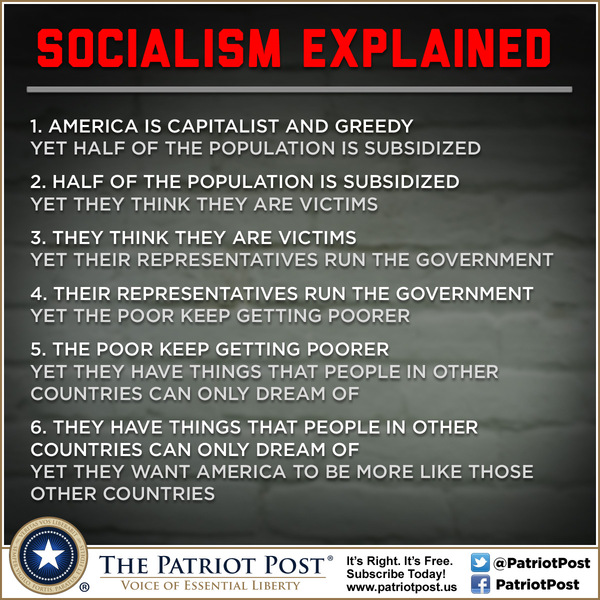 SOCIALISM EXPLAINED
1. AMERICA IS CAPITALIST AND GREEDY
YET HALF OF THE POPULATION IS SUBSIDIZED
2. HALF OF THE POPULATION IS SUBSIDIZED
YET THEY THINK THEY ARE VICTIMS
3. THEY THINK THEY ARE VICTIMS
YET THEIR REPRESENTATIVES RUN THE GOVERNMENT
4. THEIR REPRESENTATIVES RUN THE GOVERNMENT
YET THE POOR KEEP GETTING POORER
5. THE POOR KEEP GETTING POORER
YET THEY HAVE THINGS THAT PEOPLE IN OTHER
COUNTRIES CAN ONLY DREAM OF
6. THEY HAVE THINGS THAT PEOPLE IN OTHER
COUNTRIES CAN ONLY DREAM OF
YET THEY WANT AMERICA TO BE MORE LIKE THOSE
OTHER COUNTRIES
®
THE PATRIOT POST®
VOICE OF ESSENTIAL LIBERTY
It's Right. It's Free.
Subscribe Today!
www.patriotpost.us
@PatriotPost
PatriotPost